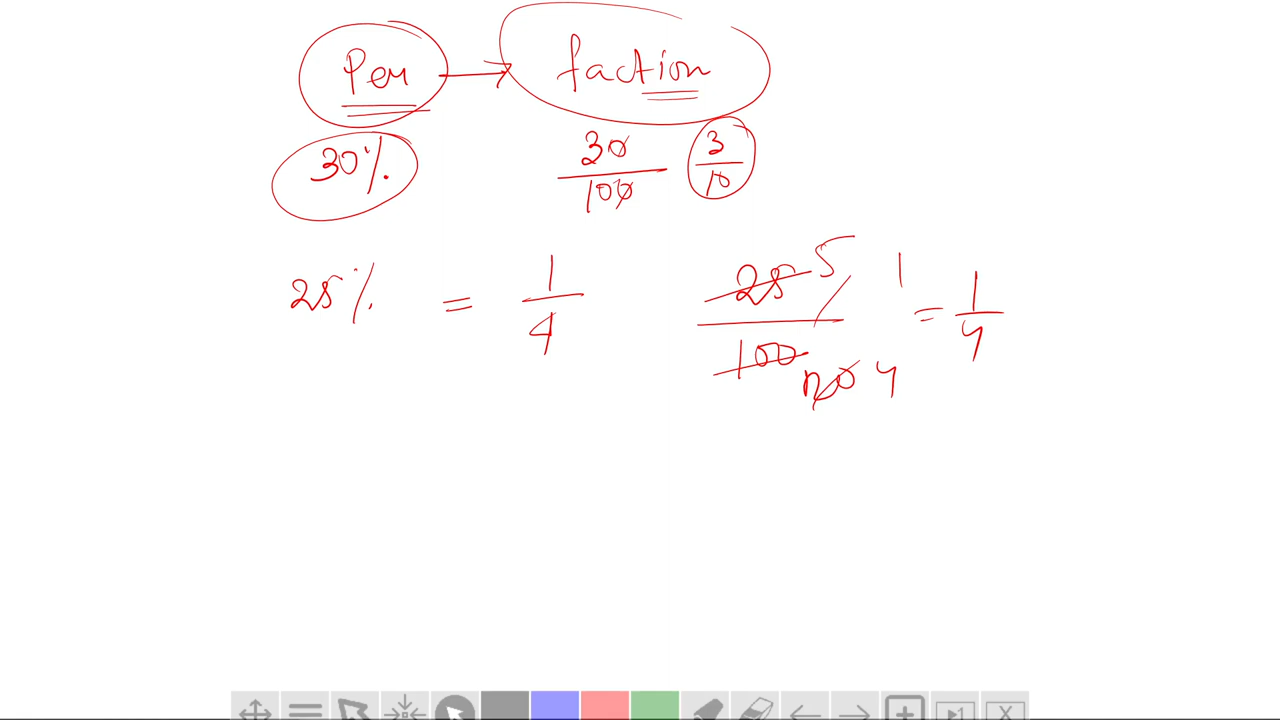 Per → faction
30% 30/100 3/10
25% = 1/4 25/100 5/20 1/4 = 1/4